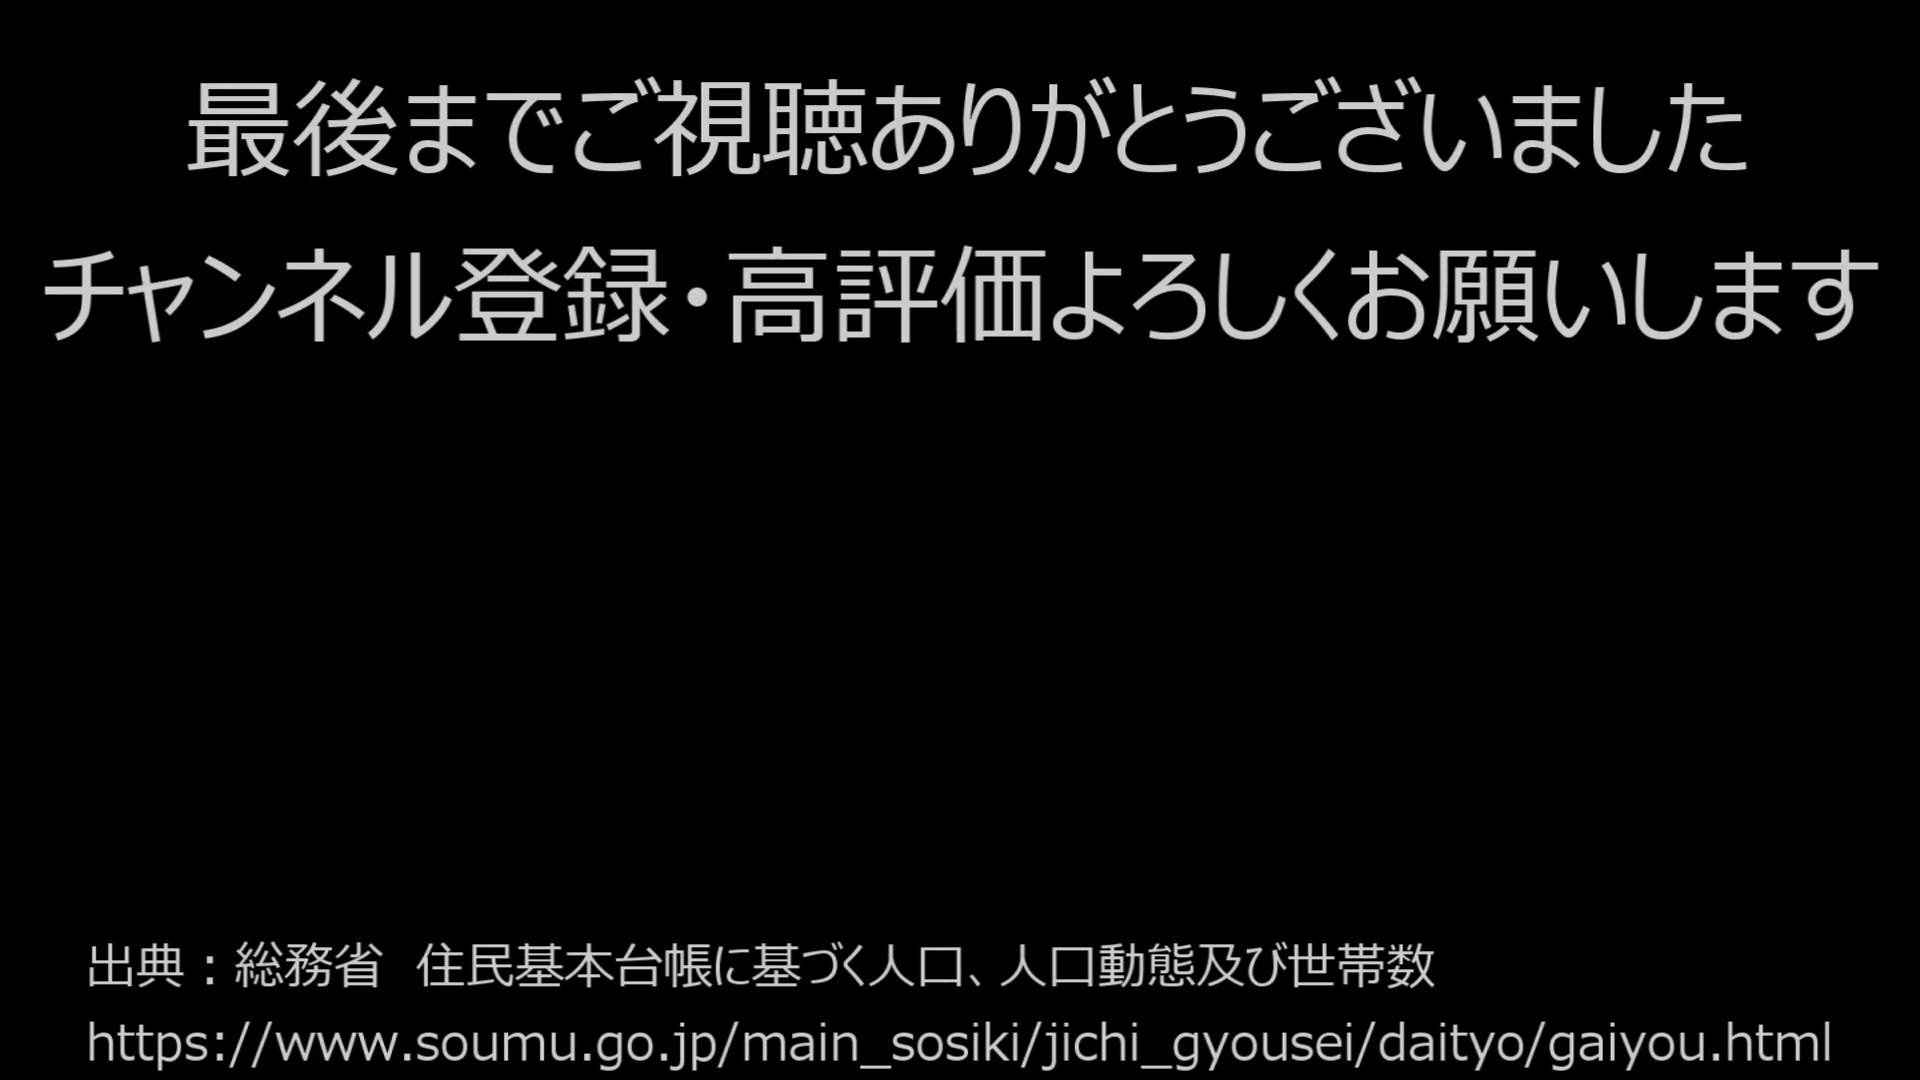 最後までご視聴ありがとうございました
チャンネル登録・高評価よろしくお願いします
出典：総務省　住民基本台帳に基づく人口、人口動態及び世帯数
https://www.soumu.go.jp/main_sosiki/jichi_gyousei/daityo/gaiyou.html